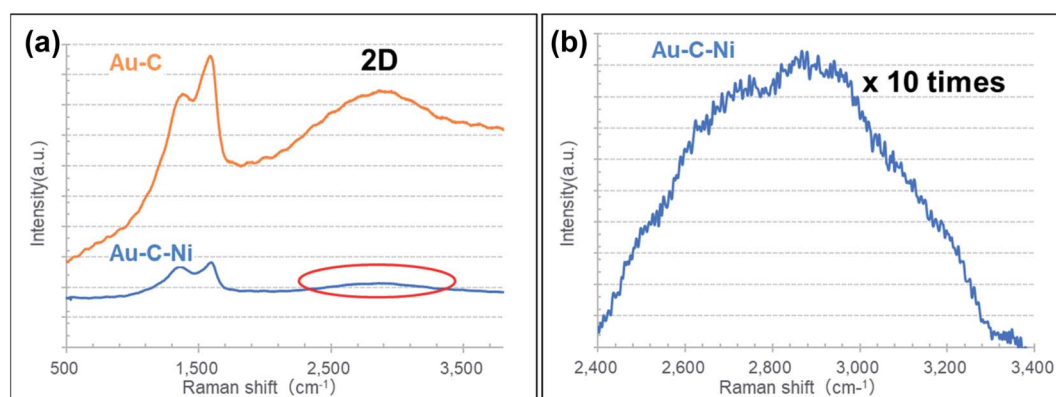 (a)
Au-C
2D
Au-C-Ni
Intensity(a.u.)
500
1,500
2,500
3,500
Raman shift（cm-1）
(b)
Au-C-Ni
x 10 times
Intensity(a.u.)
2,400
2,600
2,800
3,000
3,200
3,400
Raman shift（cm-1）